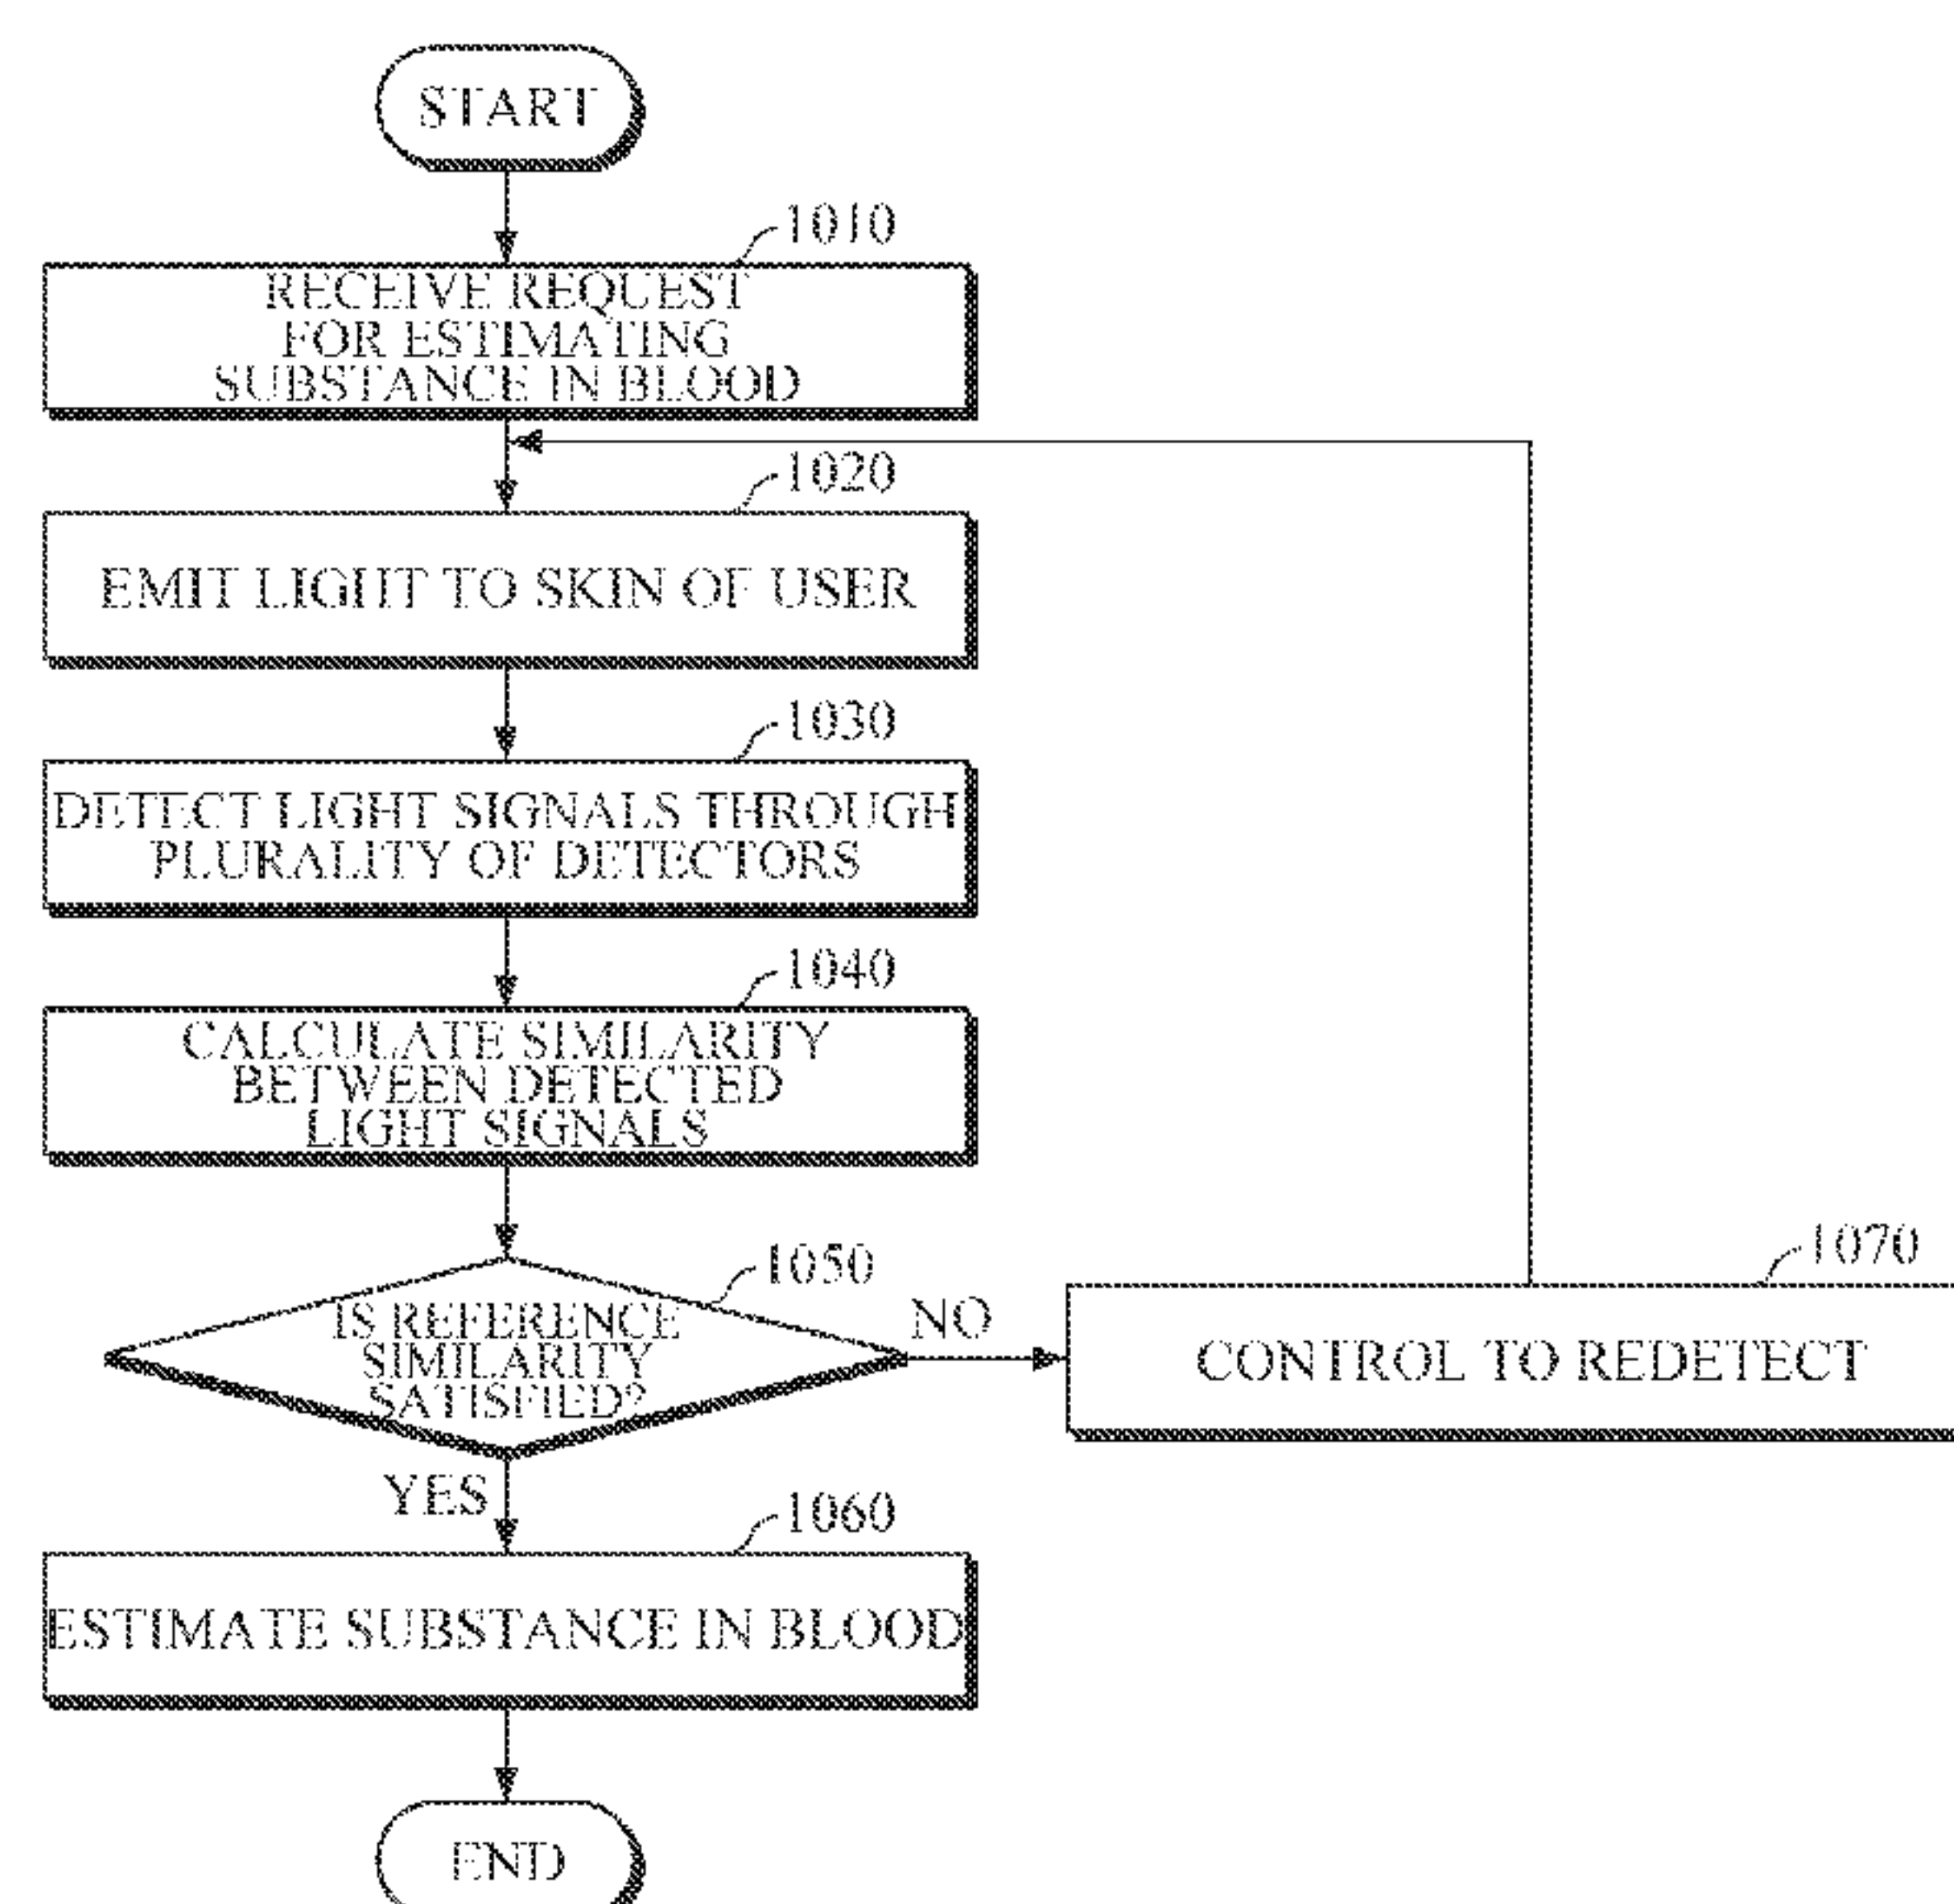 START
1010
RECEIVE REQUEST
FOR ESTIMATING
SUBSTANCE IN BLOOD
1020
EMIT LIGHT TO SKIN OF USER
1030
DETECT LIGHT SIGNALS THROUGH
PLURALITY OF DETECTORS
1040
CALCULATE SIMILARITY
BETWEEN DETECTED
LIGHT SIGNALS
1050
IS REFERENCE
SIMILARITY
SATISFIED?
NO
1070
CONTROL TO REDETECT
YES
1060
ESTIMATE SUBSTANCE IN BLOOD
END